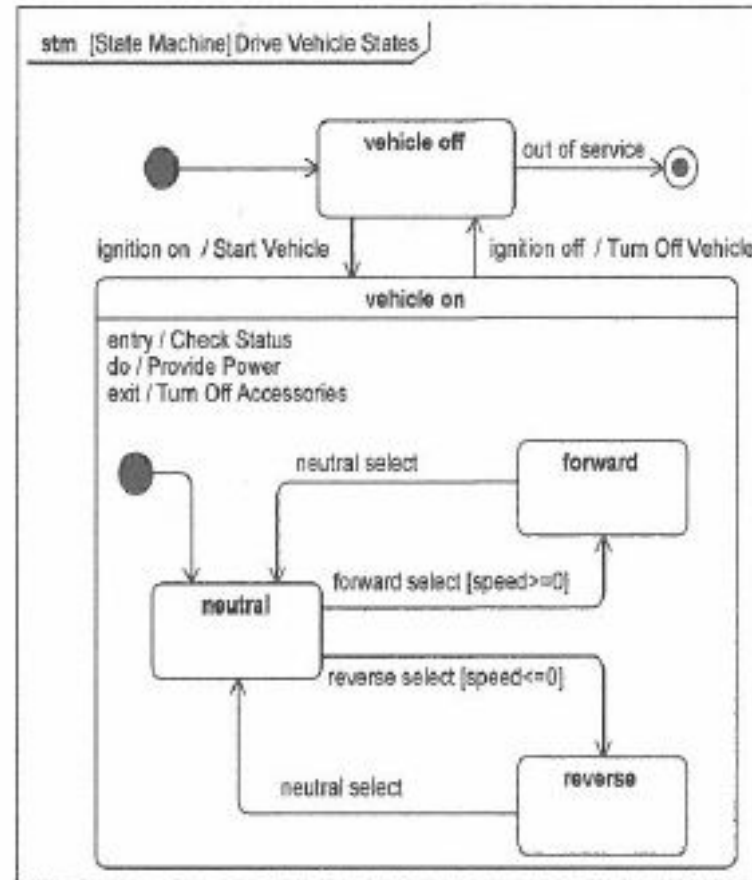 stm [State Machine] Drive Vehicle States
vehicle off
out of service
ignition on / Start Vehicle
ignition off / Turn Off Vehicle
vehicle on
entry / Check Status
do / Provide Power
exit / Turn Off Accessories
neutral select
forward
forward select [speed>=0]
neutral
reverse select [speed<=0]
neutral select
reverse